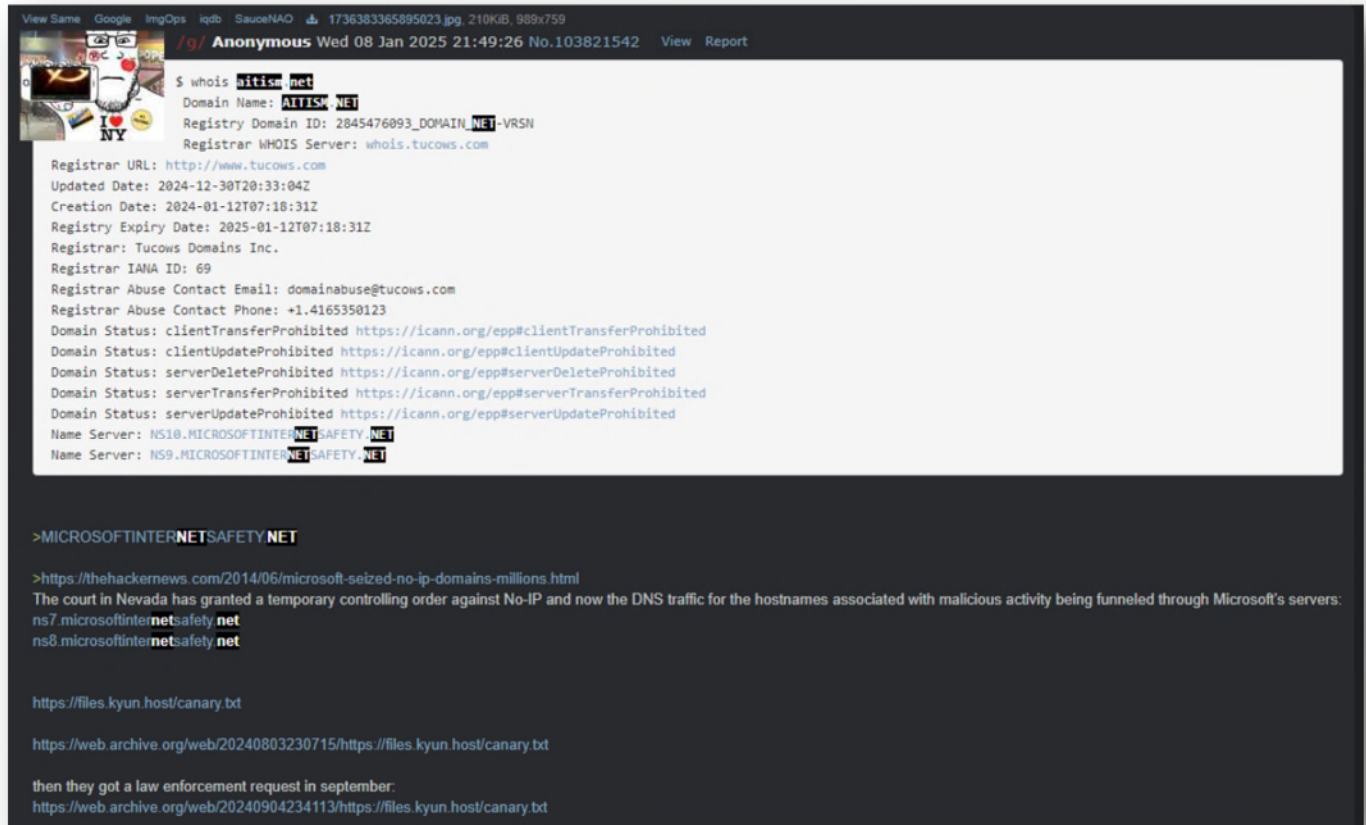 View Same Google ImgOps iqdb SauceNAO 1736383365895023.jpg, 210KiB, 989x759
/g/ Anonymous Wed 08 Jan 2025 21:49:26 No.103821542 View Report
$ whois aitism.net
Domain Name: AITISM.NET
Registry Domain ID: 2845476093_DOMAIN_NET-VRSN
Registrar WHOIS Server: whois.tucows.com
I NY
Registrar URL: http://www.tucows.com
Updated Date: 2024-12-30T20:33:04Z
Creation Date: 2024-01-12T07:18:31Z
Registry Expiry Date: 2025-01-12T07:18:31Z
Registrar: Tucows Domains Inc.
Registrar IANA ID: 69
Registrar Abuse Contact Email: domainabuse@tucows.com
Registrar Abuse Contact Phone: +1.4165350123
Domain Status: clientTransferProhibited https://icann.org/epp#clientTransferProhibited
Domain Status: clientUpdateProhibited https://icann.org/epp#clientUpdateProhibited
Domain Status: serverDeleteProhibited https://icann.org/epp#serverDeleteProhibited
Domain Status: serverTransferProhibited https://icann.org/epp#serverTransferProhibited
Domain Status: serverUpdateProhibited https://icann.org/epp#serverUpdateProhibited
Name Server: NS10.MICROSOFTINTERNETSAFETY.NET
Name Server: NS9.MICROSOFTINTERNETSAFETY.NET
>MICROSOFTINTERNETSAFETY.NET
>https://thehackernews.com/2014/06/microsoft-seized-no-ip-domains-millions.html
The court in Nevada has granted a temporary controlling order against No-IP and now the DNS traffic for the hostnames associated with malicious activity being funneled through Microsoft's servers:
ns7.microsoftinternetsafety.net
ns8.microsoftinternetsafety.net
https://files.kyun.host/canary.txt
https://web.archive.org/web/20240803230715/https://files.kyun.host/canary.txt
then they got a law enforcement request in september:
https://web.archive.org/web/20240904234113/https://files.kyun.host/canary.txt